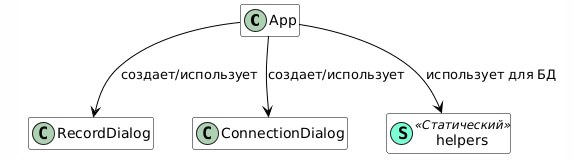 C App
создает/использует
создает/использует
использует для БД
C RecordDialog
C ConnectionDialog
S «Статический»
helpers